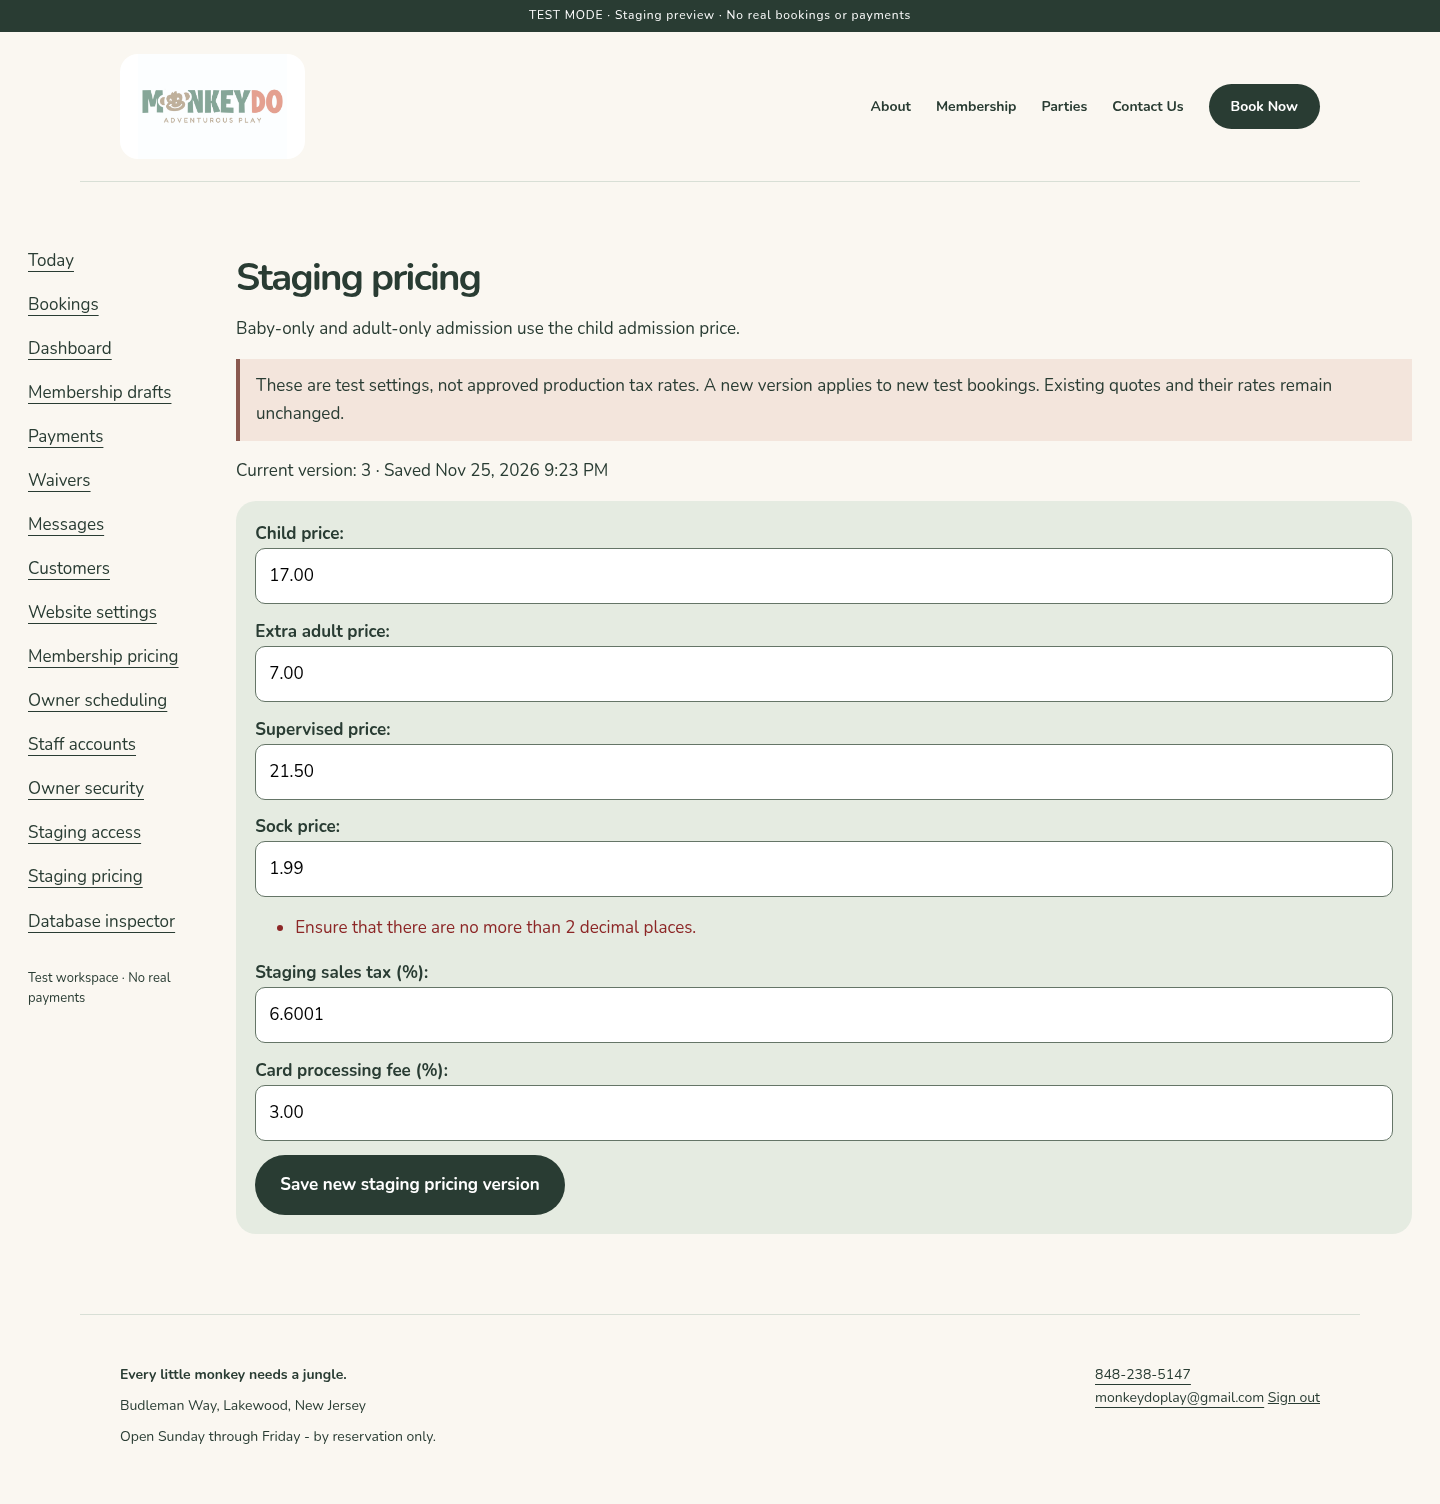 TEST MODE · Staging preview · No real bookings or payments
MONKEYDO
ADVENTUROUS PLAY
About Membership Parties Contact Us Book Now
Today
Bookings
Dashboard
Membership drafts
Payments
Waivers
Messages
Customers
Website settings
Membership pricing
Owner scheduling
Staff accounts
Owner security
Staging access
Staging pricing
Database inspector
Test workspace · No real
payments
Staging pricing
Baby-only and adult-only admission use the child admission price.
These are test settings, not approved production tax rates. A new version applies to new test bookings. Existing quotes and their rates remain
unchanged.
Current version: 3 · Saved Nov 25, 2026 9:23 PM
Child price:
17.00
Extra adult price:
7.00
Supervised price:
21.50
Sock price:
1.99
• Ensure that there are no more than 2 decimal places.
Staging sales tax (%):
6.6001
Card processing fee (%):
3.00
Save new staging pricing version
Every little monkey needs a jungle.
Budleman Way, Lakewood, New Jersey
Open Sunday through Friday - by reservation only.
848-238-5147
monkeydoplay@gmail.com Sign out